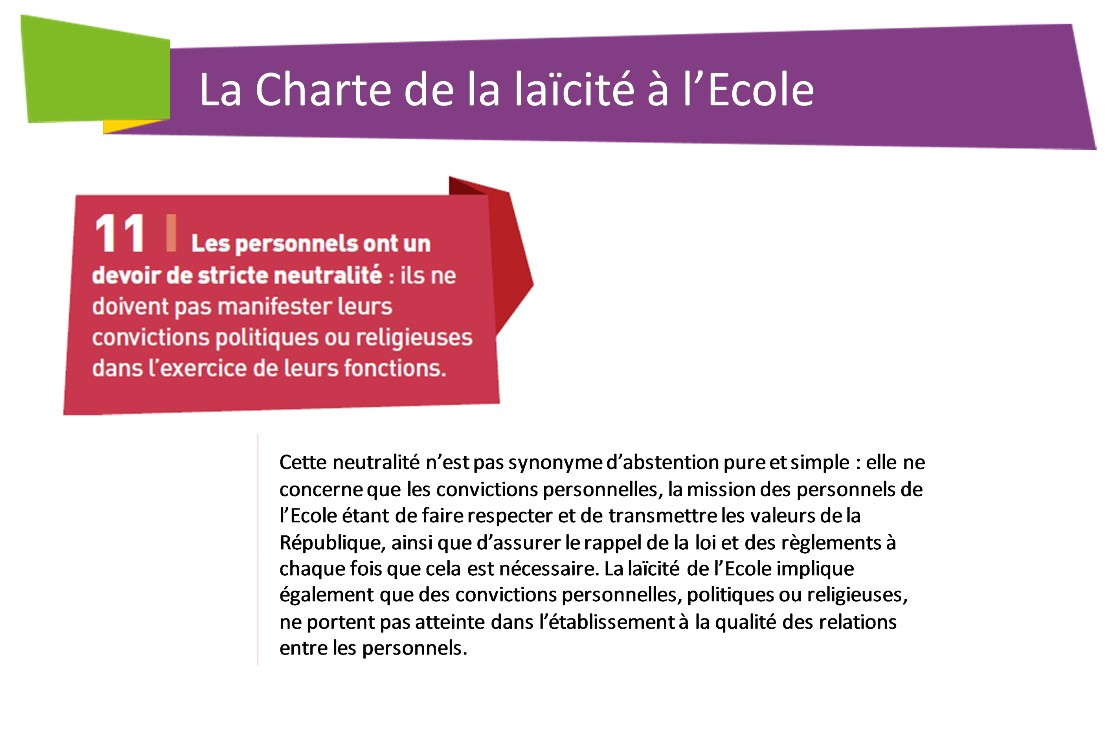 La Charte de la laïcité à l’Ecole
11 | Les personnels ont un
devoir de stricte neutralité : ils ne
doivent pas manifester leurs
convictions politiques ou religieuses
dans l’exercice de leurs fonctions.
Cette neutralité n’est pas synonyme d’abstention pure et simple : elle ne
concerne que les convictions personnelles, la mission des personnels de
l’Ecole étant de faire respecter et de transmettre les valeurs de la
République, ainsi que d’assurer le rappel de la loi et des règlements à
chaque fois que cela est nécessaire. La laïcité de l’Ecole implique
également que des convictions personnelles, politiques ou religieuses,
ne portent pas atteinte dans l’établissement à la qualité des relations
entre les personnels.